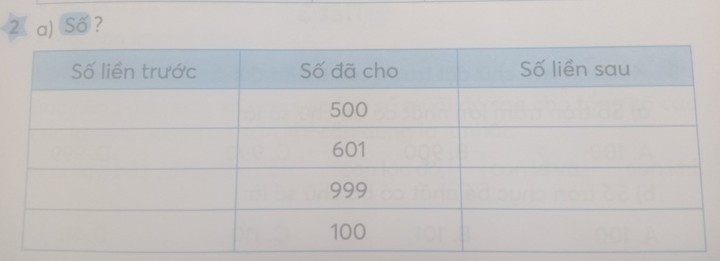 2 a) Số ?
Số liền trước Số đã cho Số liền sau
500
601
999
100